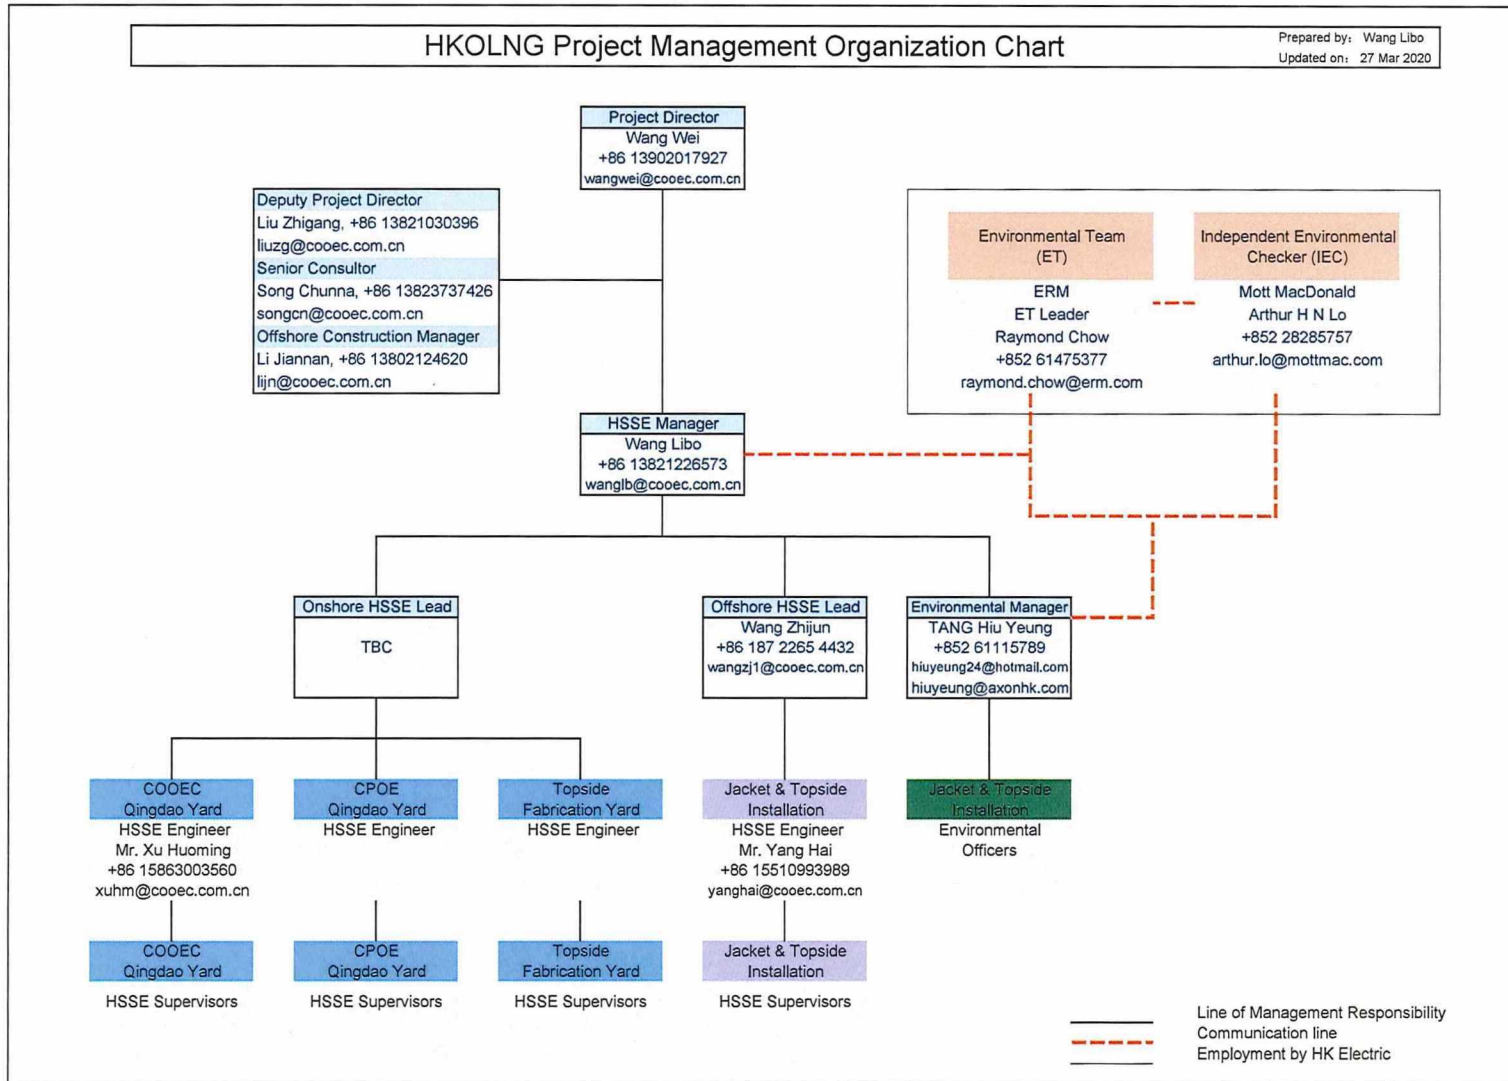 HKOLNG Project Management Organization Chart
Prepared by: Wang Libo
Updated on: 27 Mar 2020
Project Director
Wang Wei
+86 13902017927
wangwei@cooec.com.cn
Deputy Project Director
Liu Zhigang, +86 13821030396
liuzg@cooec.com.cn
Senior Consultor
Song Chunna, +86 13823737426
songcn@cooec.com.cn
Offshore Construction Manager
Li Jiannan, +86 13802124620
lijn@cooec.com.cn
Environmental Team
(ET)
ERM
ET Leader
Raymond Chow
+852 61475377
raymond.chow@erm.com
Independent Environmental
Checker (IEC)
Mott MacDonald
Arthur H N Lo
+852 28285757
arthur.lo@mottmac.com
HSSE Manager
Wang Libo
+86 13821226573
wanglb@cooec.com.cn
Onshore HSSE Lead
TBC
Offshore HSSE Lead
Wang Zhijun
+86 187 2265 4432
wangzj1@cooec.com.cn
Environmental Manager
TANG Hiu Yeung
+852 61115789
hiuyeung24@hotmail.com
hiuyeung@axonhk.com
COOEC
Qingdao Yard
HSSE Engineer
Mr. Xu Huoming
+86 15863003560
xuhm@cooec.com.cn
CPOE
Qingdao Yard
HSSE Engineer
Topside
Fabrication Yard
HSSE Engineer
Jacket & Topside
Installation
HSSE Engineer
Mr. Yang Hai
+86 15510993989
yanghai@cooec.com.cn
Jacket & Topside
Installation
Environmental
Officers
COOEC
Qingdao Yard
HSSE Supervisors
CPOE
Qingdao Yard
HSSE Supervisors
Topside
Fabrication Yard
HSSE Supervisors
Jacket & Topside
Installation
HSSE Supervisors
Line of Management Responsibility
Communication line
Employment by HK Electric